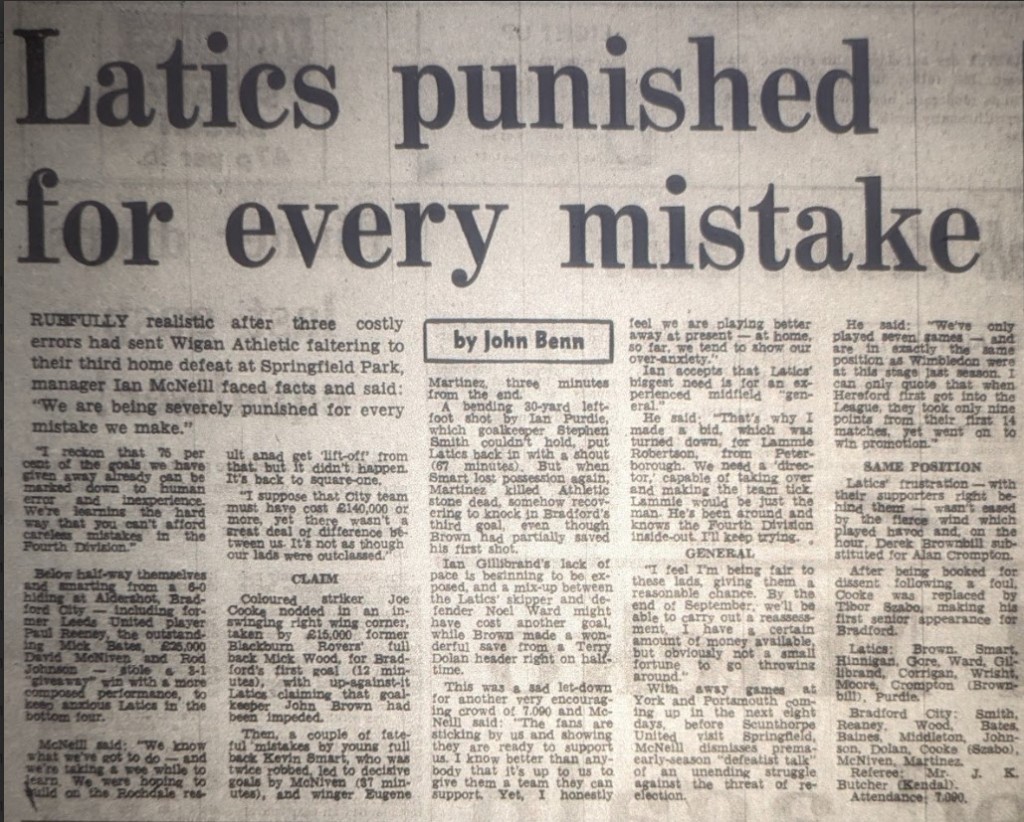 Latics punished
for every mistake
RUEFULLY realistic after three costly
errors had sent Wigan Athletic faltering to
their third home defeat at Springfield Park,
manager Ian McNeill faced facts and said:
"We are being severely punished for every
mistake we make."
"I reckon that 75 per
cent of the goals we have
given away already can be
marked down to human
error and inexperience.
We're learning the hard
way that you can't afford
careless mistakes in the
Fourth Division."
Below half-way themselves
and smarting from a 6-0
hiding at Aldershot, Brad-
ford City — including for-
mer Leeds United player
Paul Reeney, the outstand-
ing Mick Bates, £25,000
David McNiven and Rod
Johnson — stole a 3-1
"giveaway" win with a more
composed performance, to
keep anxious Latics in the
bottom four.
McNeill said: "We know
what we've got to do — and
we're taking a wee while to
learn. We were hoping to
build on the Rochdale res-
ult anad get 'lift-off' from
that, but it didn't happen.
It's back to square-one.
"I suppose that City team
must have cost £140,000 or
more, yet there wasn't a
great deal of difference be-
tween us. It's not as though
our lads were outclassed."
CLAIM
Coloured striker Joe
Cooke nodded in an in-
swinging right wing corner,
taken by £15,000 former
Blackburn Rovers' full
back Mick Wood, for Brad-
ford's first goal (12 min-
utes), with up-against-it
Latics claiming that goal-
keeper John Brown had
been impeded.
Then, a couple of fate-
ful mistakes by young full
back Kevin Smart, who was
twice robbed, led to decisive
goals by McNiven (37 min-
utes), and winger Eugene
by John Benn
Martinez, three minutes
from the end.
A bending 30-yard left-
foot shot by Ian Purdie,
which goalkeeper Stephen
Smith couldn't hold, put
Latics back in with a shout
(67 minutes). But when
Smart lost possession again,
Martinez killed Athletic
stone dead, somehow recov-
ering to knock in Bradford's
third goal, even though
Brown had partially saved
his first shot.
Ian Gillibrand's lack of
pace is beginning to be ex-
posed, and a mix-up between
the Latics' skipper and de-
fender Noel Ward might
have cost another goal,
while Brown made a won-
derful save from a Terry
Dolan header right on half-
time.
This was a sad let-down
for another very encourag-
ing crowd of 7.090 and Mc-
Neill said: "The fans are
sticking by us and showing
they are ready to support
us. I know better than any-
body that it's up to us to
give them a team they can
support. Yet, I honestly
feel we are playing better
away at present — at home,
so far, we tend to show our
over-anxiety."
Ian accepts that Latics'
biggest need is for an ex-
perienced midfield "gen-
eral."
He said: "That's why I
made a bid, which was
turned down, for Lammie
Robertson, from Peter-
borough. We need a 'direc-
tor,' capable of taking over
and making the team tick.
Lammie would be just the
man. He's been around and
knows the Fourth Division
inside-out. I'll keep trying.
GENERAL
"I feel I'm being fair to
these lads, giving them a
reasonable chance. By the
end of September, we'll be
able to carry out a reassess-
ment. I have a certain
amount of money available,
but obviously not a small
fortune to go throwing
around."
With away games at
York and Portsmouth com-
ing up in the next eight
days, before Scunthorpe
United visit Springfield,
McNeill dismisses prema-
early-season "defeatist talk"
of an unending struggle
against the threat of re-
election.
He said: "We've only
played seven games — and
are in exactly the same
position as Wimbledon were
at this stage last season. I
can only quote that when
Hereford first got into the
League, they took only nine
points from their first 14
matches, yet went on to
win promotion."
SAME POSITION
Latics' frustration — with
their supporters right be-
hind them — wasn't eased
by the fierce wind which
played havoc and, on the
hour, Derek Brownbill sub-
stituted for Alan Crompton.
After being booked for
dissent following a foul,
Cooke was replaced by
Tibor Szabo, making his
first senior appearance for
Bradford.
Latics: Brown. Smart,
Hinnigan, Gore, Ward, Gil-
librand, Corrigan, Wright,
Moore, Crompton (Brown-
bill), Purdie.
Bradford City: Smith,
Reaney, Wood, Bates,
Baines, Middleton, John-
son, Dolan, Cooke (Szabo),
McNiven, Martinez.
Referee: Mr. J. K.
Butcher (Kendal).
Attendance: 7.090.